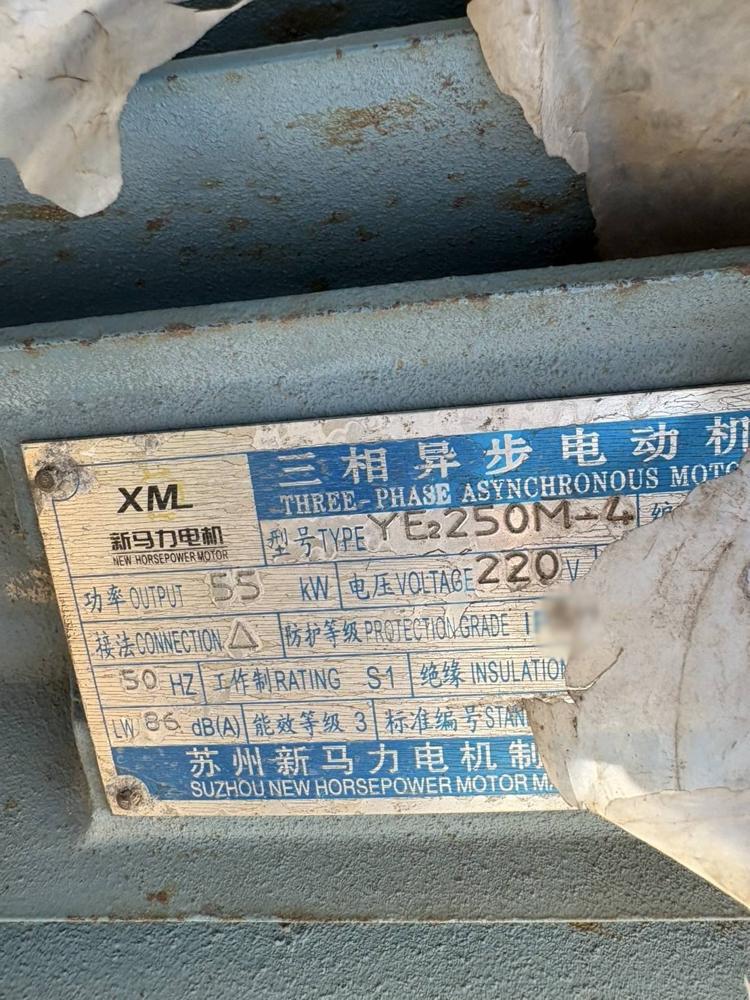 XML
三相异步电动机
THREE-PHASE ASYNCHRONOUS
新马力电机
NEW HORSEPOWER MOTOR
型号TYPE YE2250M-4
功率OUTPUT 55 kW 电压VOLTAGE 220 V
接法CONNECTION △ 防护等级PROTECTION GRADE
50 HZ 工作制RATING S1 绝缘 INSULATION
LW 86 dB(A) 能效等级 3 标准编号
苏州新马力电机制
SUZHOU NEW HORSEPOWER MOTOR